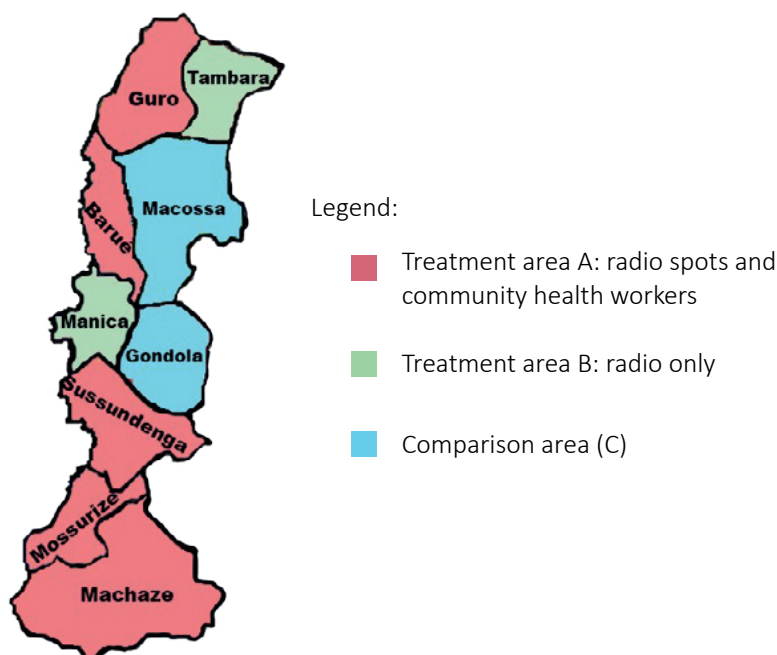 Tambara
Guro
Macossa
Barué
Manica
Gondola
Sussundenga
Mossurize
Machaze
Legend:
Treatment area A: radio spots and
community health workers
Treatment area B: radio only
Comparison area (C)